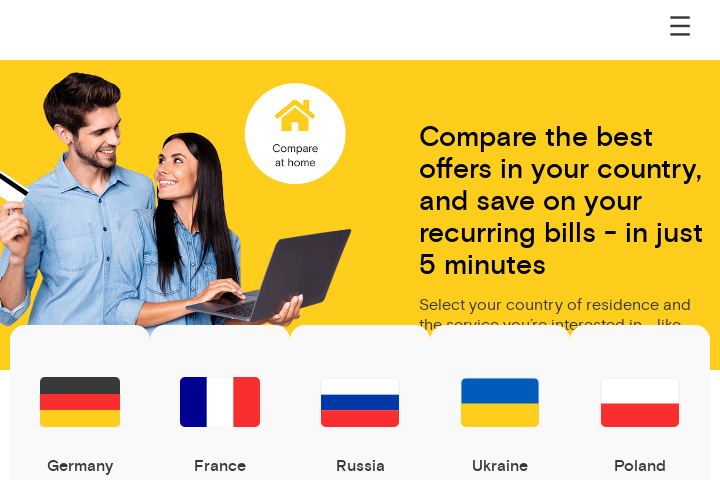 Compare
at home
Compare the best
offers in your country,
and save on your
recurring bills - in just
5 minutes
Select your country of residence and
the service you're interested in - like
Germany
France
Russia
Ukraine
Poland